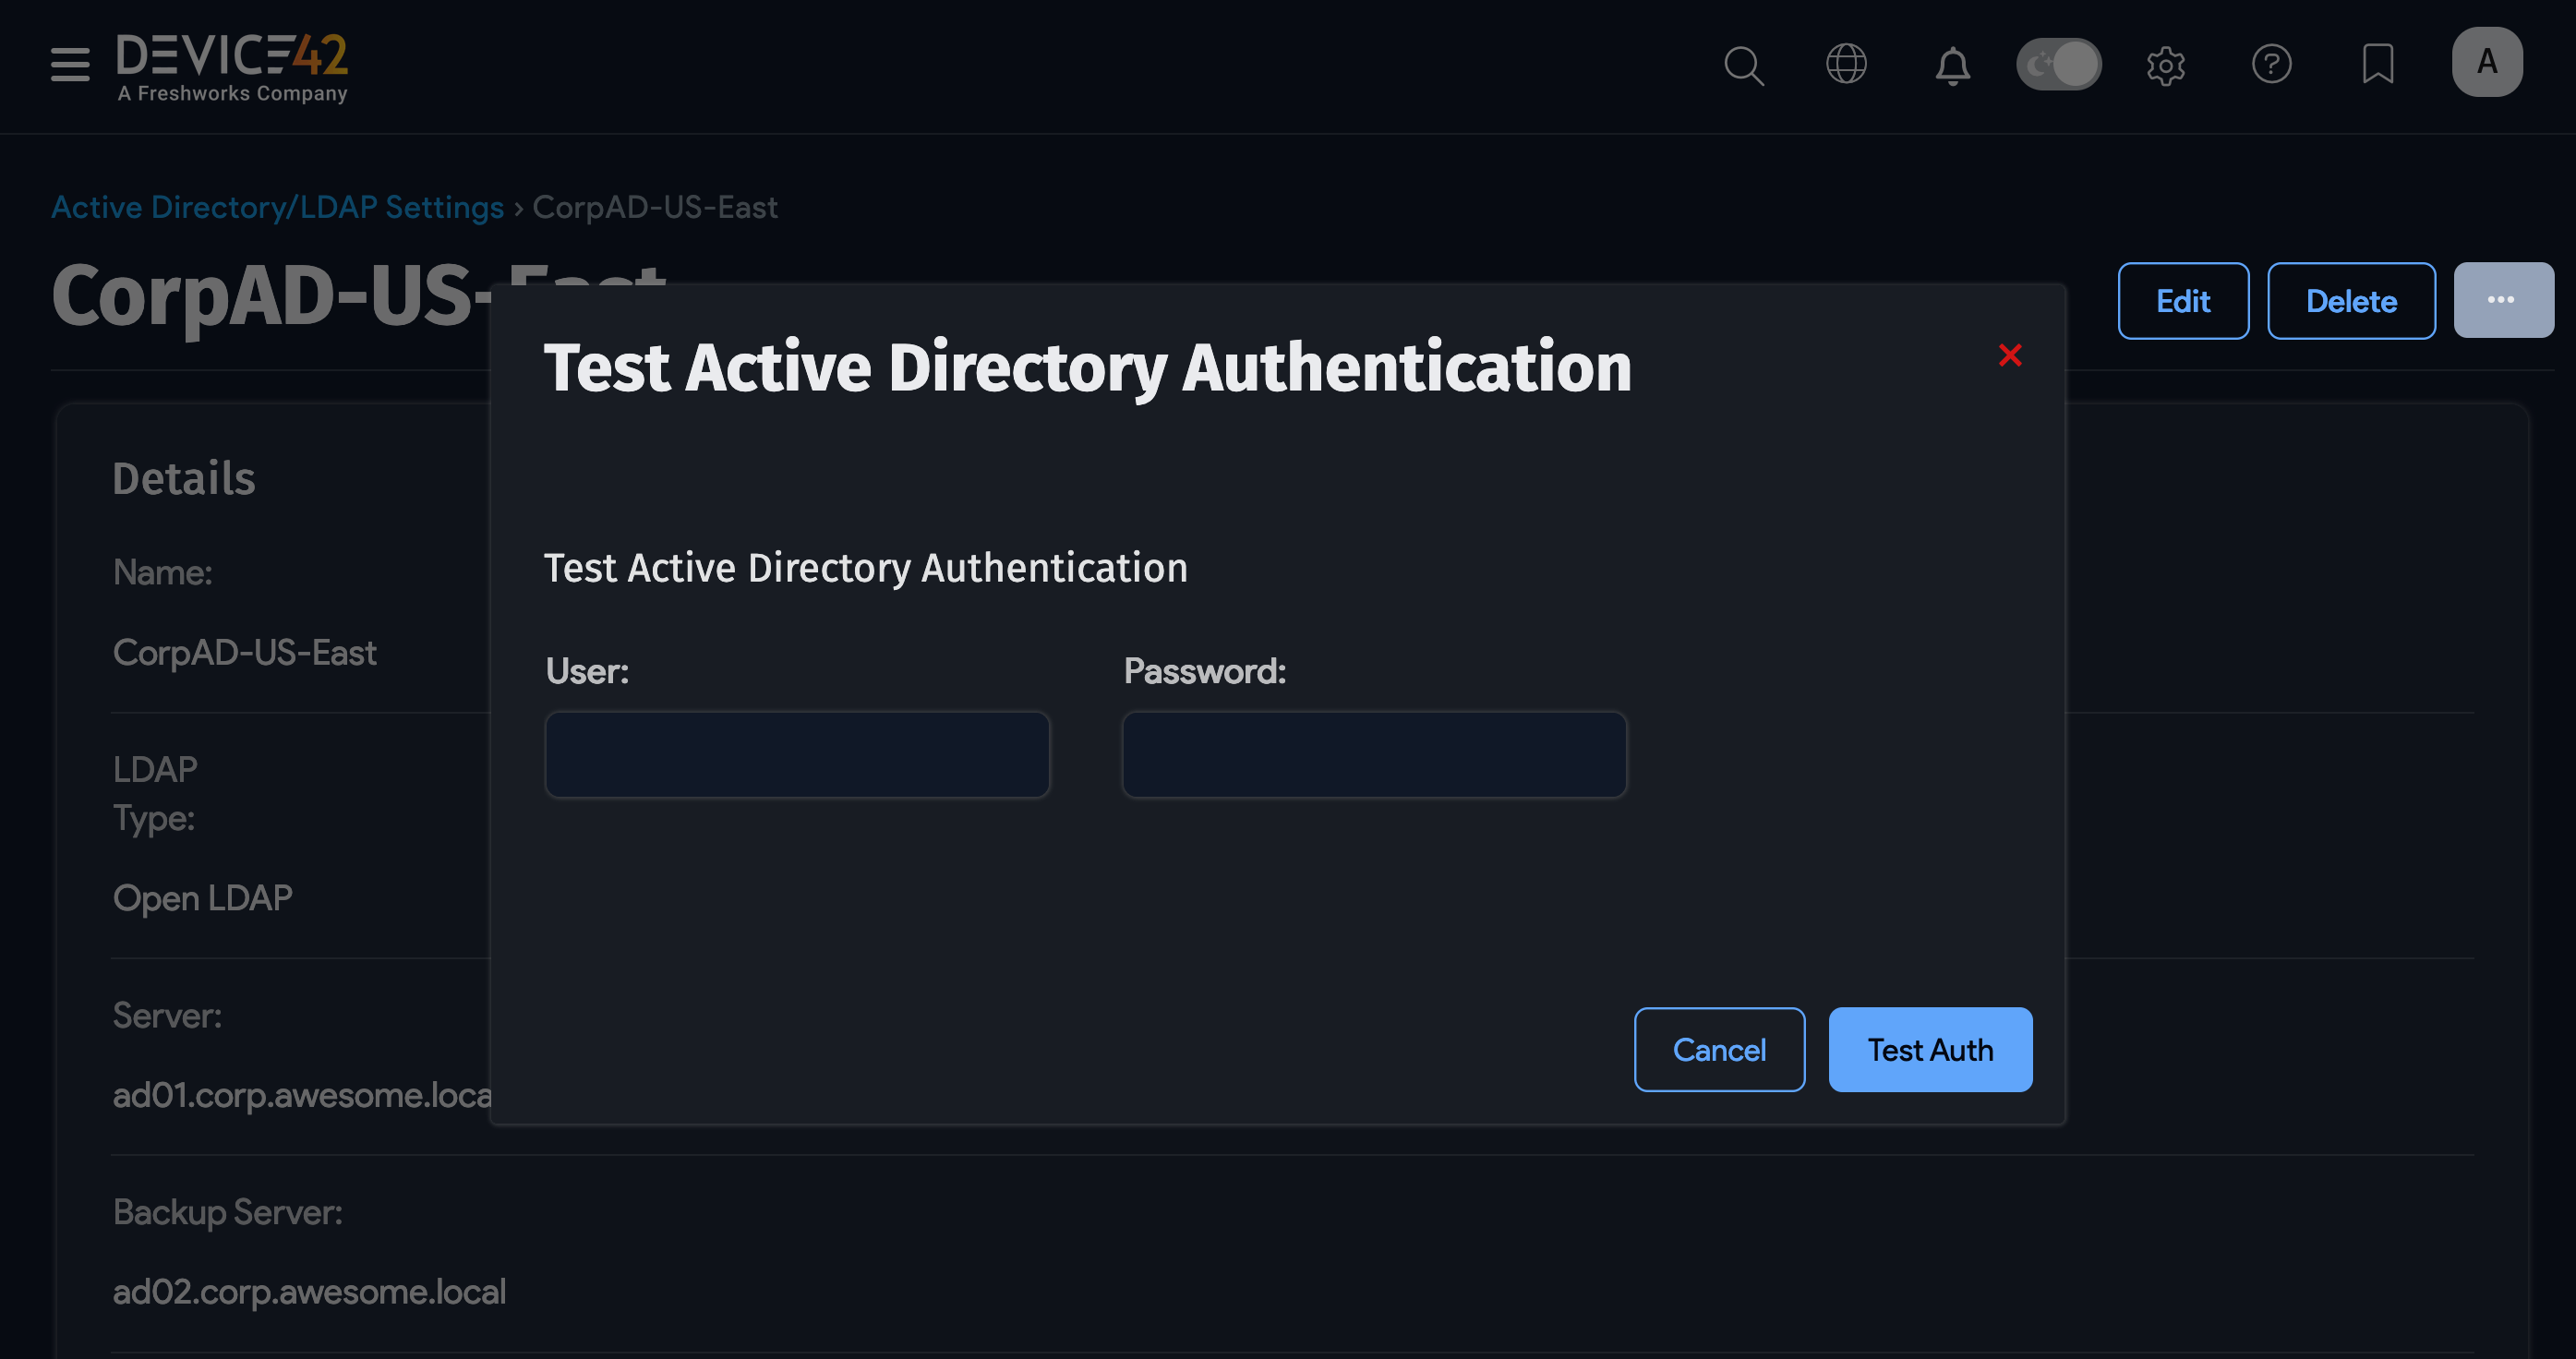 DEVICE42
A Freshworks Company
A
Active Directory/LDAP Settings › CorpAD-US-East
CorpAD-US-East
Edit
Delete
Test Active Directory Authentication
Details
Test Active Directory Authentication
Name:
CorpAD-US-East
User:
Password:
LDAP
Type:
Open LDAP
Server:
ad01.corp.awesome.loca
Cancel
Test Auth
Backup Server:
ad02.corp.awesome.local